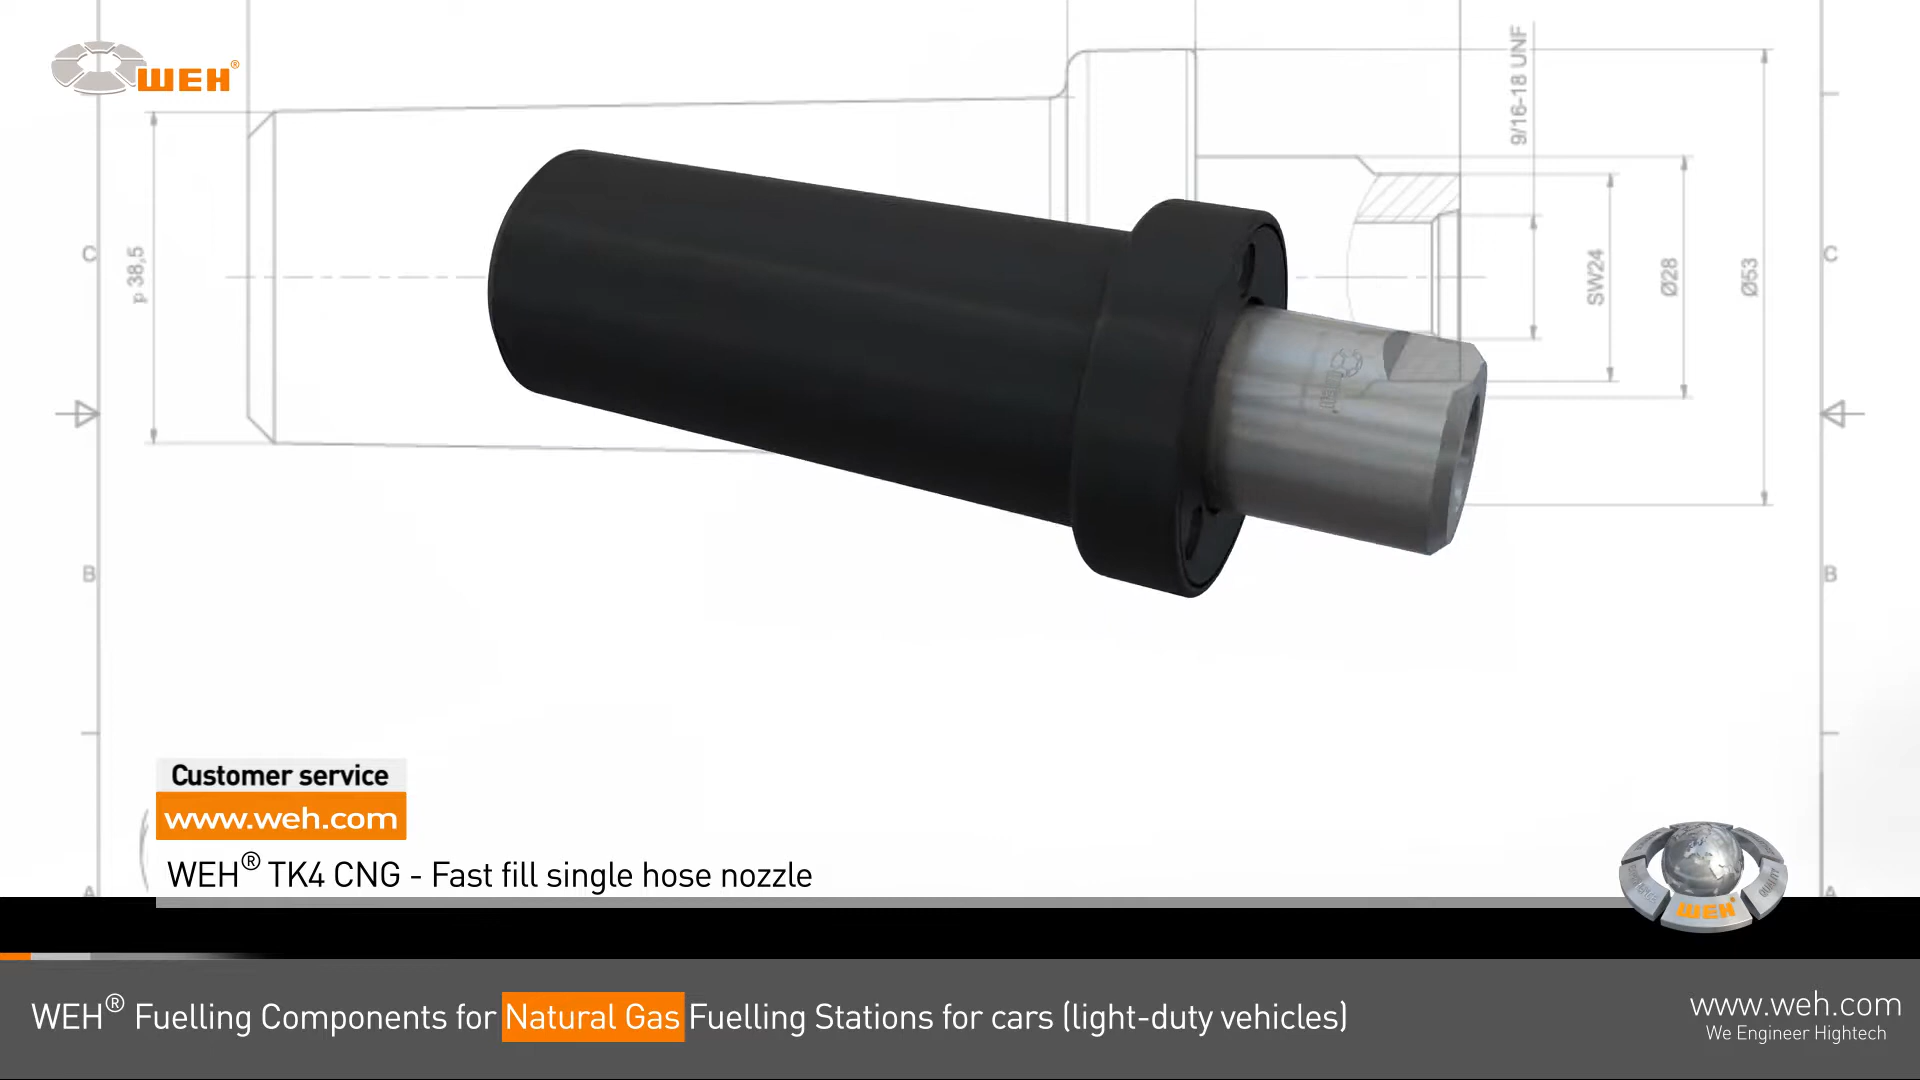 WEH®
9/16-18 UNF
C
C
38,5
SW24
Ø28
Ø53
B
B
Customer service
www.weh.com
WEH® TK4 CNG - Fast fill single hose nozzle
A
A
QUALITY
WEH®
WEH® Fuelling Components for Natural Gas Fuelling Stations for cars (light-duty vehicles)
www.weh.com
We Engineer Hightech